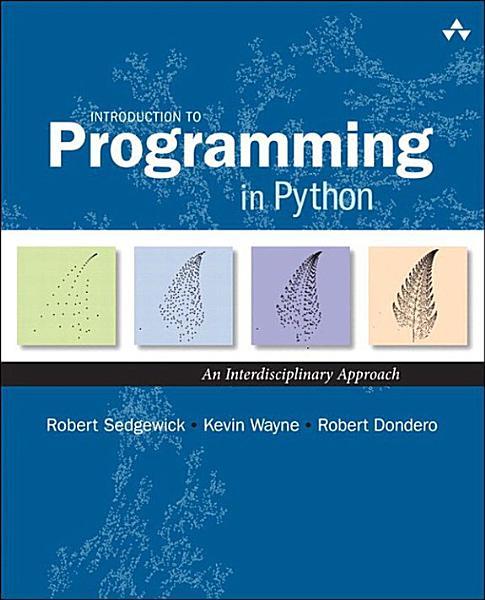 INTRODUCTION TO
Programming
in Python
An Interdisciplinary Approach
Robert Sedgewick • Kevin Wayne • Robert Dondero